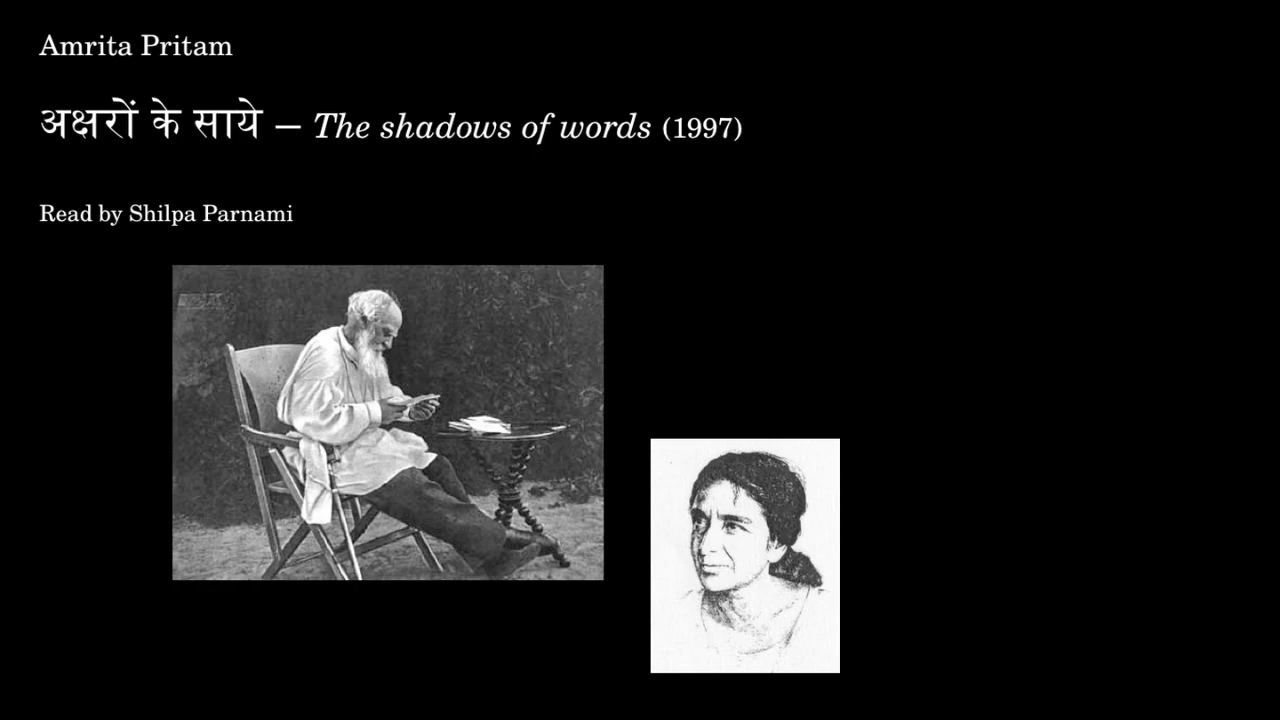 Amrita Pritam
अक्षरों के साये – The shadows of words (1997)
Read by Shilpa Parnami